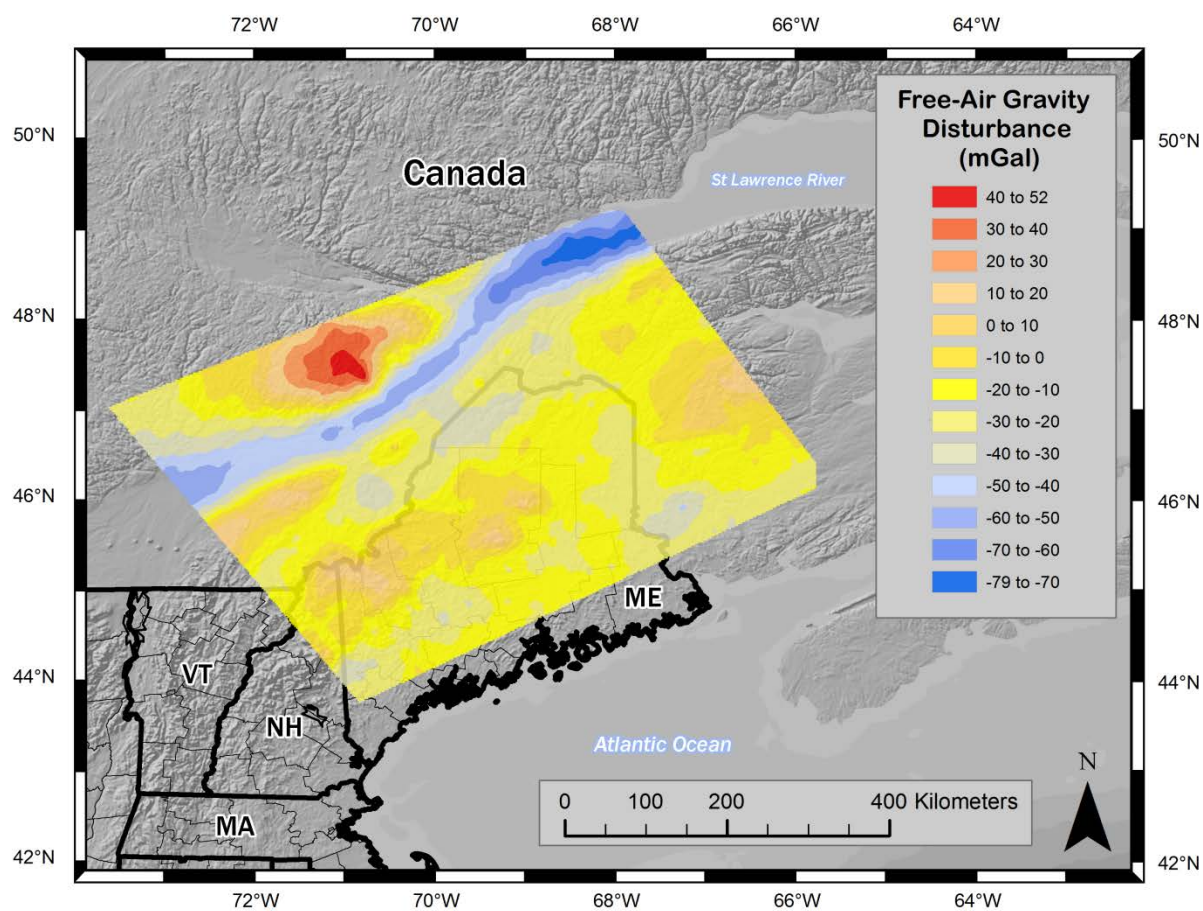 72°W 70°W 68°W 66°W 64°W
50°N 50°N
48°N 48°N
46°N 46°N
44°N 44°N
42°N 42°N
Canada
St Lawrence River
Free-Air Gravity
Disturbance
(mGal)
40 to 52
30 to 40
20 to 30
10 to 20
0 to 10
-10 to 0
-20 to -10
-30 to -20
-40 to -30
-50 to -40
-60 to -50
-70 to -60
-79 to -70
ME
VT
NH
MA
Atlantic Ocean
N
0 100 200 400 Kilometers
72°W 70°W 68°W 66°W 64°W